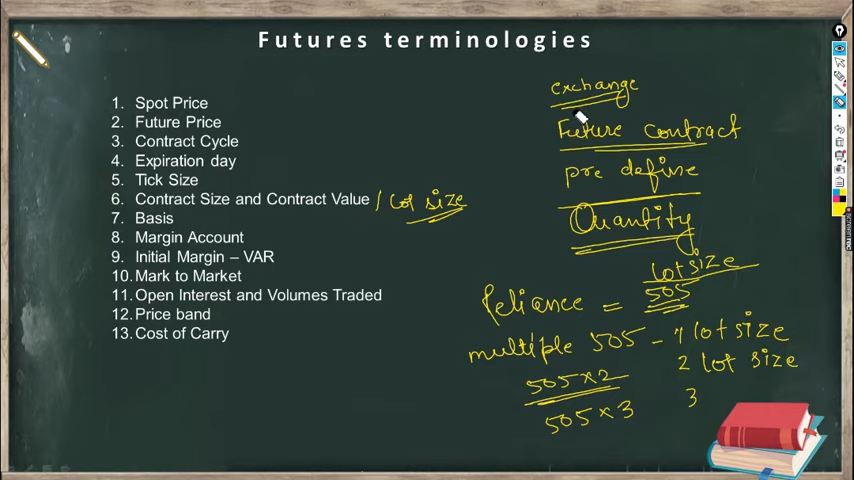 Futures terminologies
1. Spot Price
2. Future Price
3. Contract Cycle
4. Expiration day
5. Tick Size
6. Contract Size and Contract Value / Lot size
7. Basis
8. Margin Account
9. Initial Margin – VAR
10. Mark to Market
11. Open Interest and Volumes Traded
12. Price band
13. Cost of Carry
exchange
Future contract
pre define
Quantity
lot size
Reliance = 505
multiple 505 - 1 lot size
505 × 2 2 lot size
505 × 3 3